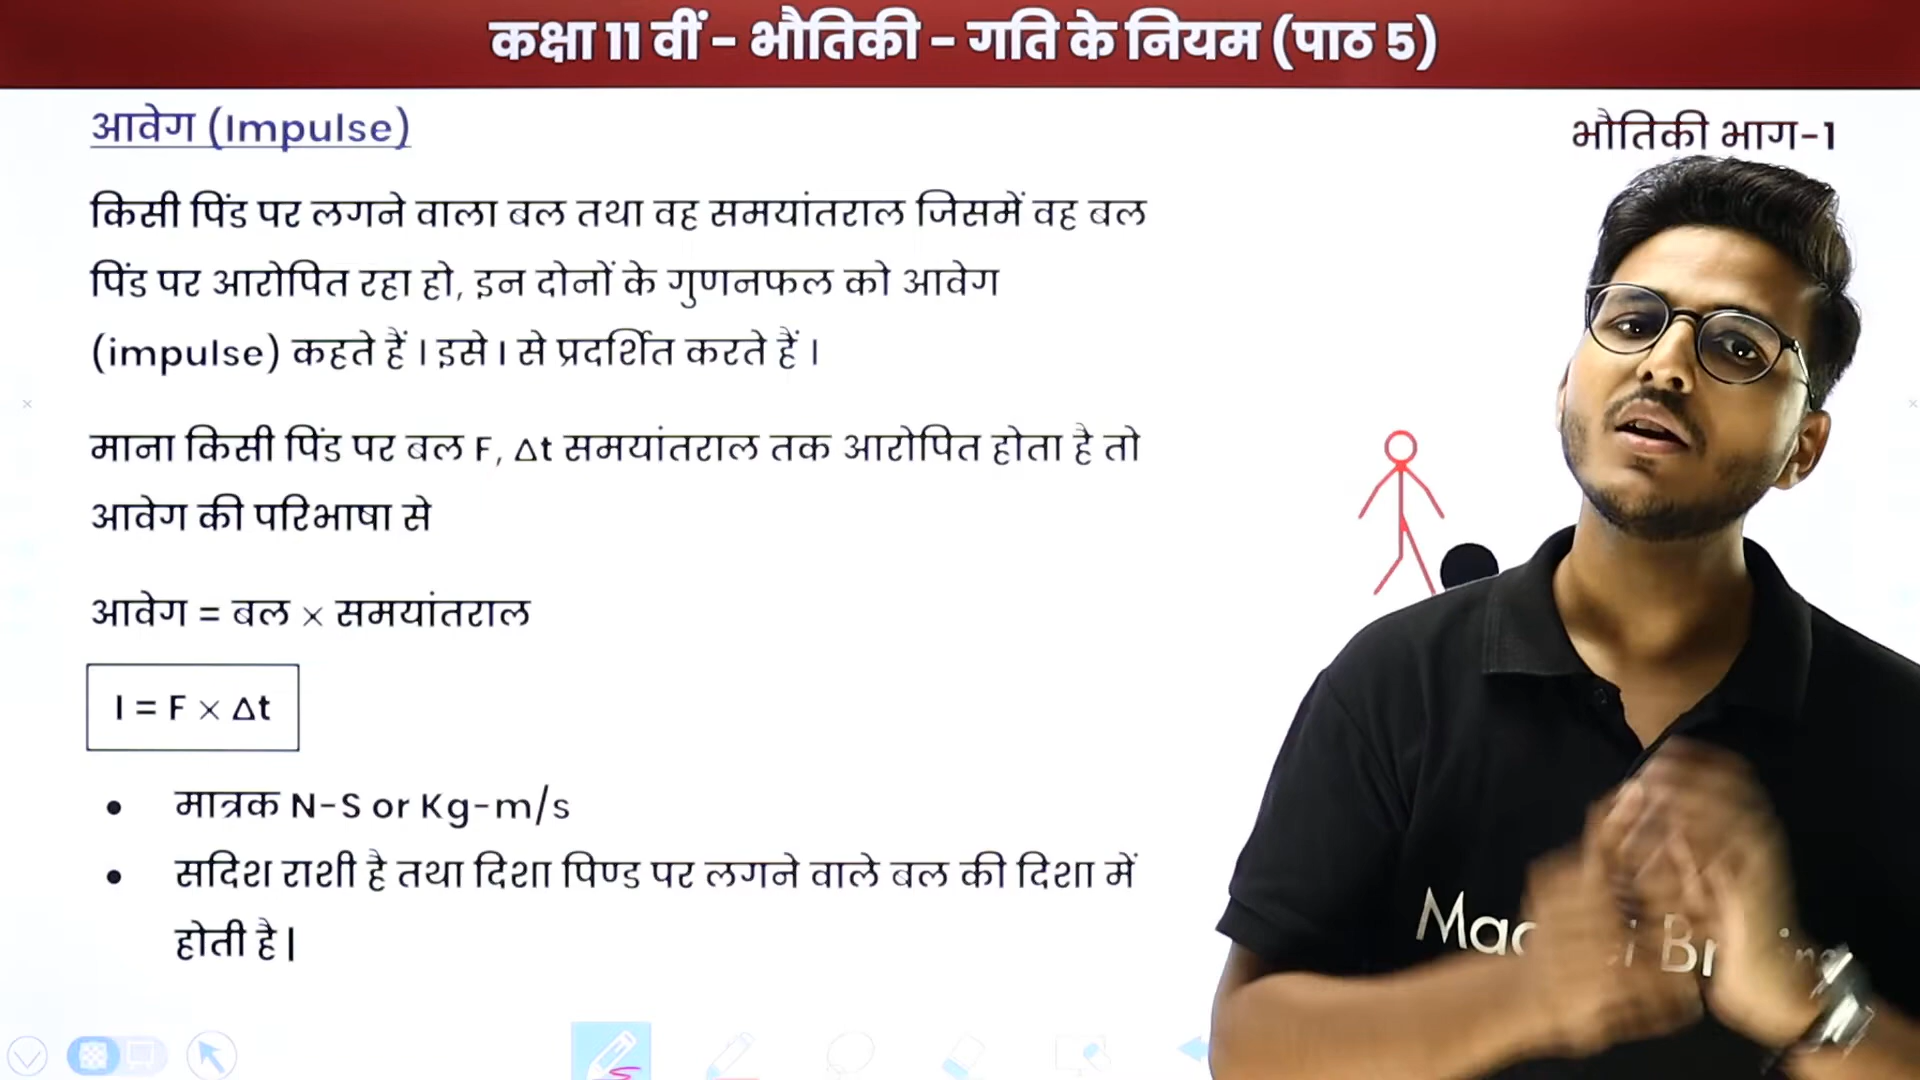 कक्षा 11 वीं - भौतिकी - गति के नियम (पाठ 5)
आवेग (Impulse)
भौतिकी भाग-1
किसी पिंड पर लगने वाला बल तथा वह समयांतराल जिसमें वह बल
पिंड पर आरोपित रहा हो, इन दोनों के गुणनफल को आवेग
(impulse) कहते हैं । इसे I से प्रदर्शित करते हैं ।
माना किसी पिंड पर बल F, Δt समयांतराल तक आरोपित होता है तो
आवेग की परिभाषा से
आवेग = बल × समयांतराल
I = F × Δt
• मात्रक N-S or Kg-m/s
• सदिश राशी है तथा दिशा पिण्ड पर लगने वाले बल की दिशा में
होती है |